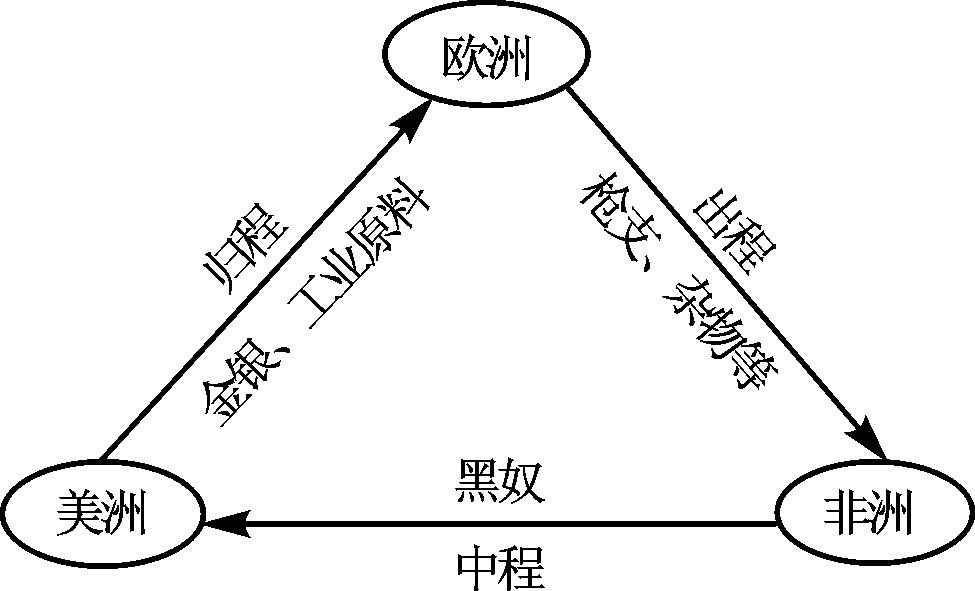 欧洲
归程
金银、工业原料
出程
枪支、杂物等
美洲
黑奴
中程
非洲